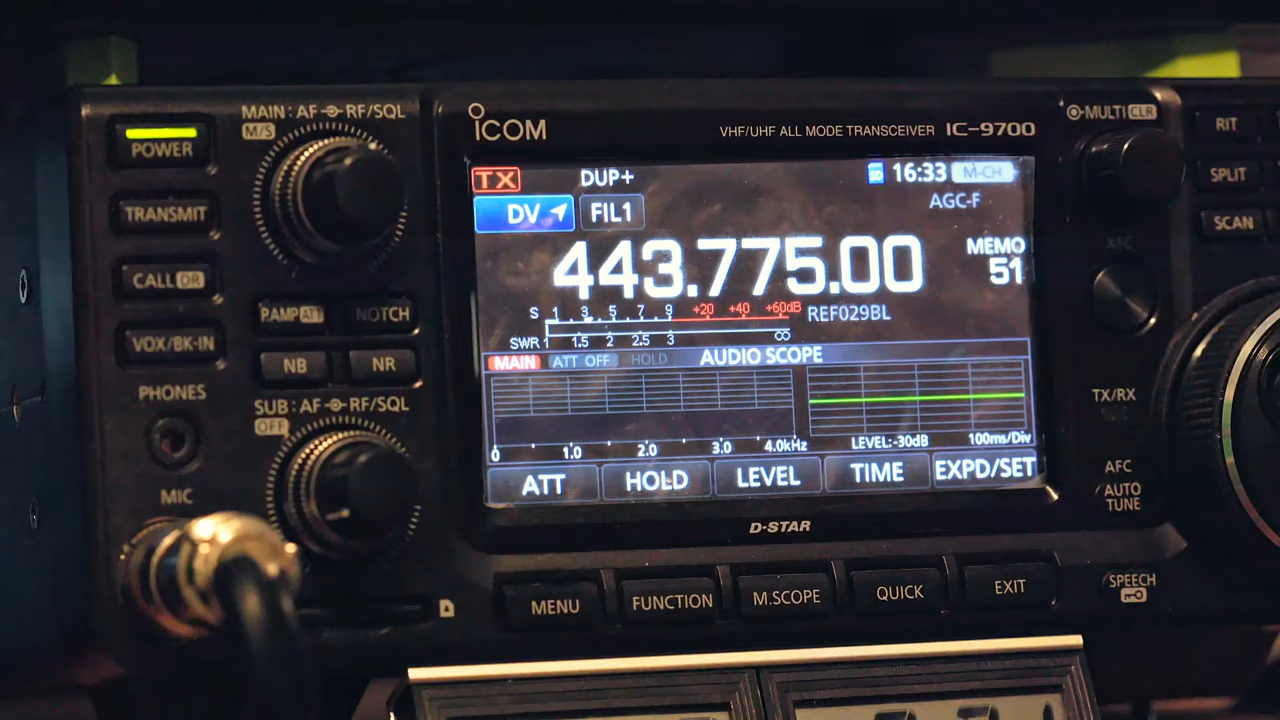 MAIN : AF RF/SQL
M/S
POWER
TRANSMIT
CALL DR
VOX/BK-IN
P.AMP ATT
NOTCH
NB
NR
PHONES
SUB : AF RF/SQL
OFF
MIC
ICOM
VHF/UHF ALL MODE TRANSCEIVER IC-9700
TX
DUP+
SD
16:33
M-CH
DV
FIL1
AGC-F
443.775.00
MEMO
51
S 1 3 5 7 9 +20 +40 +60dB
REF029BL
SWR 1 1.5 2 2.5 3 ∞
MAIN
ATT OFF
HOLD
AUDIO SCOPE
0 1.0 2.0 3.0 4.0kHz
LEVEL:-30dB
100ms/Div
ATT
HOLD
LEVEL
TIME
EXPD/SET
D-STAR
MENU
FUNCTION
M.SCOPE
QUICK
EXIT
MULTI CLR
RIT
SPLIT
SCAN
XFC
TX/RX
AFC
AUTO
TUNE
SPEECH